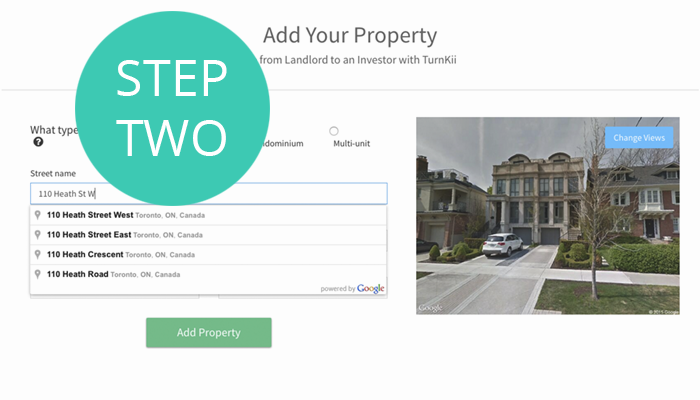 Add Your Property
from Landlord to an Investor with TurnKii
STEP
TWO
What type
Multi-unit
?
Street name
110 Heath St W
110 Heath Street West Toronto, ON, Canada
110 Heath Street East Toronto, ON, Canada
110 Heath Crescent Toronto, ON, Canada
110 Heath Road Toronto, ON, Canada
powered by Google
Add Property
Change Views
Google
© 2015 Google